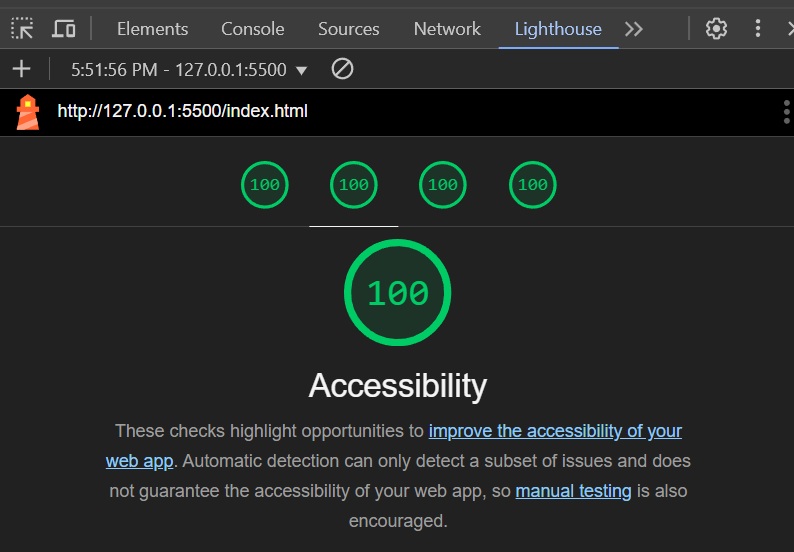 Elements Console Sources Network Lighthouse
5:51:56 PM - 127.0.0.1:5500
http://127.0.0.1:5500/index.html
100 100 100 100
100
Accessibility
These checks highlight opportunities to improve the accessibility of your
web app. Automatic detection can only detect a subset of issues and does
not guarantee the accessibility of your web app, so manual testing is also
encouraged.